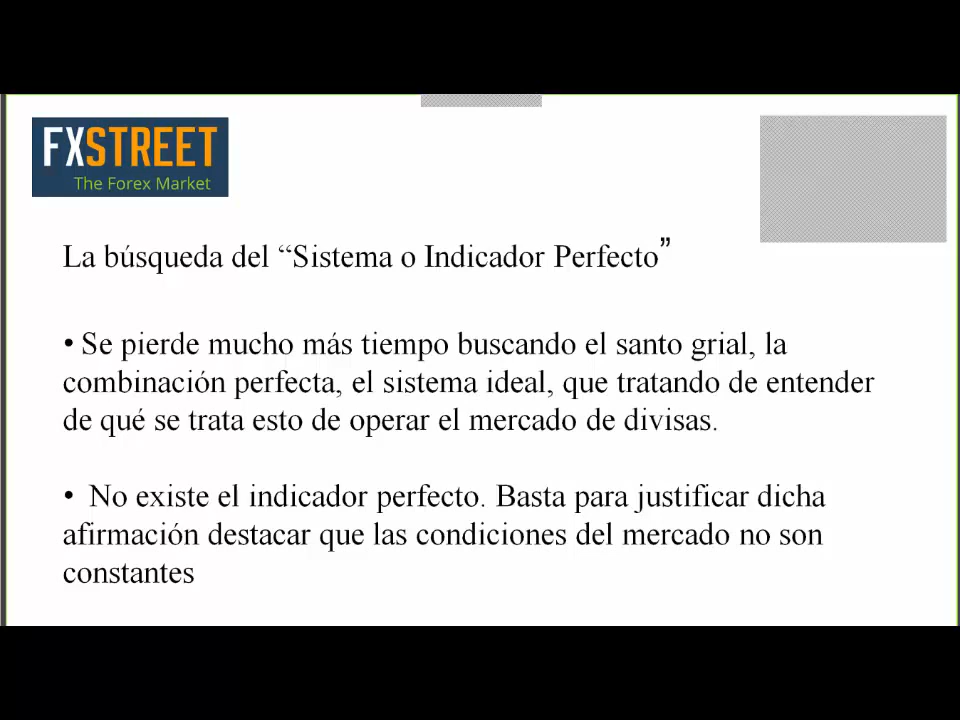 FXSTREET
The Forex Market
La búsqueda del “Sistema o Indicador Perfecto”
• Se pierde mucho más tiempo buscando el santo grial, la
combinación perfecta, el sistema ideal, que tratando de entender
de qué se trata esto de operar el mercado de divisas.
• No existe el indicador perfecto. Basta para justificar dicha
afirmación destacar que las condiciones del mercado no son
constantes